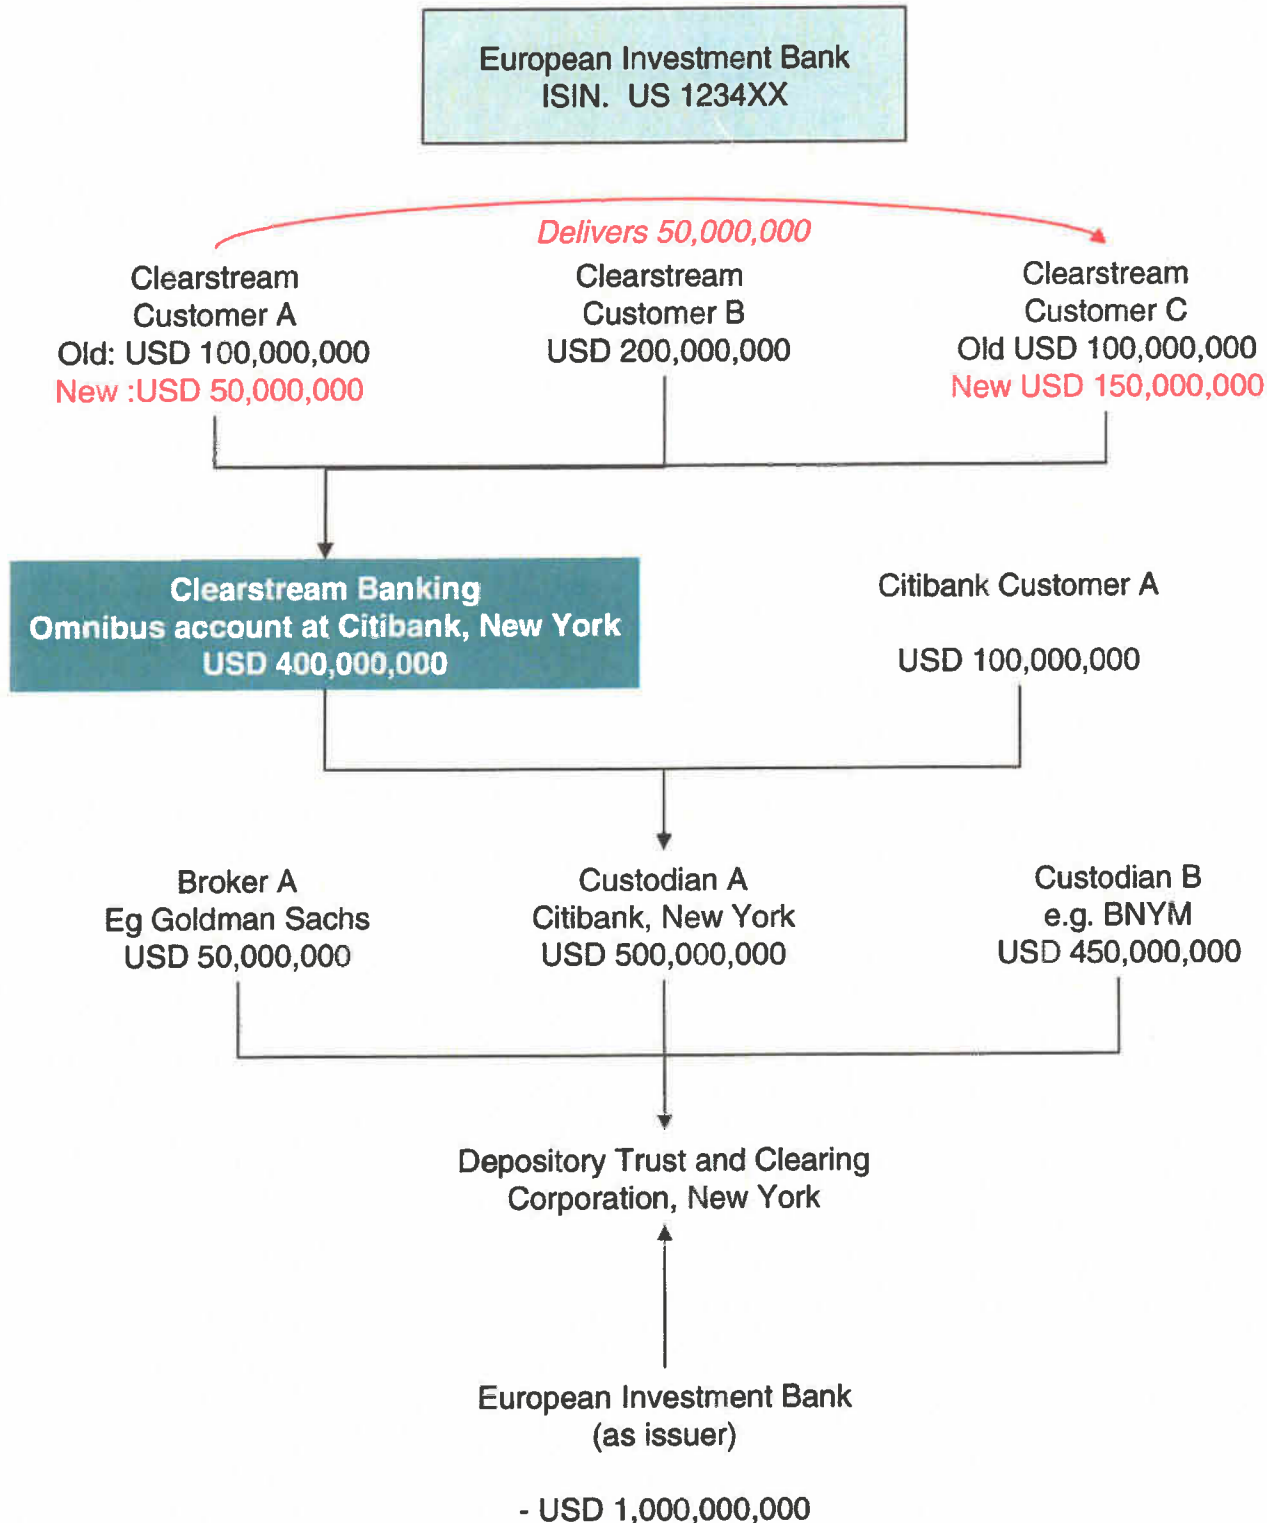 European Investment Bank
ISIN. US 1234XX
Delivers 50,000,000
Clearstream
Customer A
Old: USD 100,000,000
New :USD 50,000,000
Clearstream
Customer B
USD 200,000,000
Clearstream
Customer C
Old USD 100,000,000
New USD 150,000,000
Clearstream Banking
Omnibus account at Citibank, New York
USD 400,000,000
Citibank Customer A
USD 100,000,000
Broker A
Eg Goldman Sachs
USD 50,000,000
Custodian A
Citibank, New York
USD 500,000,000
Custodian B
e.g. BNYM
USD 450,000,000
Depository Trust and Clearing
Corporation, New York
European Investment Bank
(as issuer)
- USD 1,000,000,000